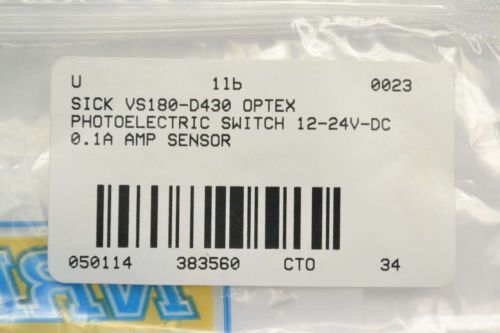 U 1lb 0023
SICK VS180-D430 OPTEX
PHOTOELECTRIC SWITCH 12-24V-DC
0.1A AMP SENSOR
050114 383560 CTO 34